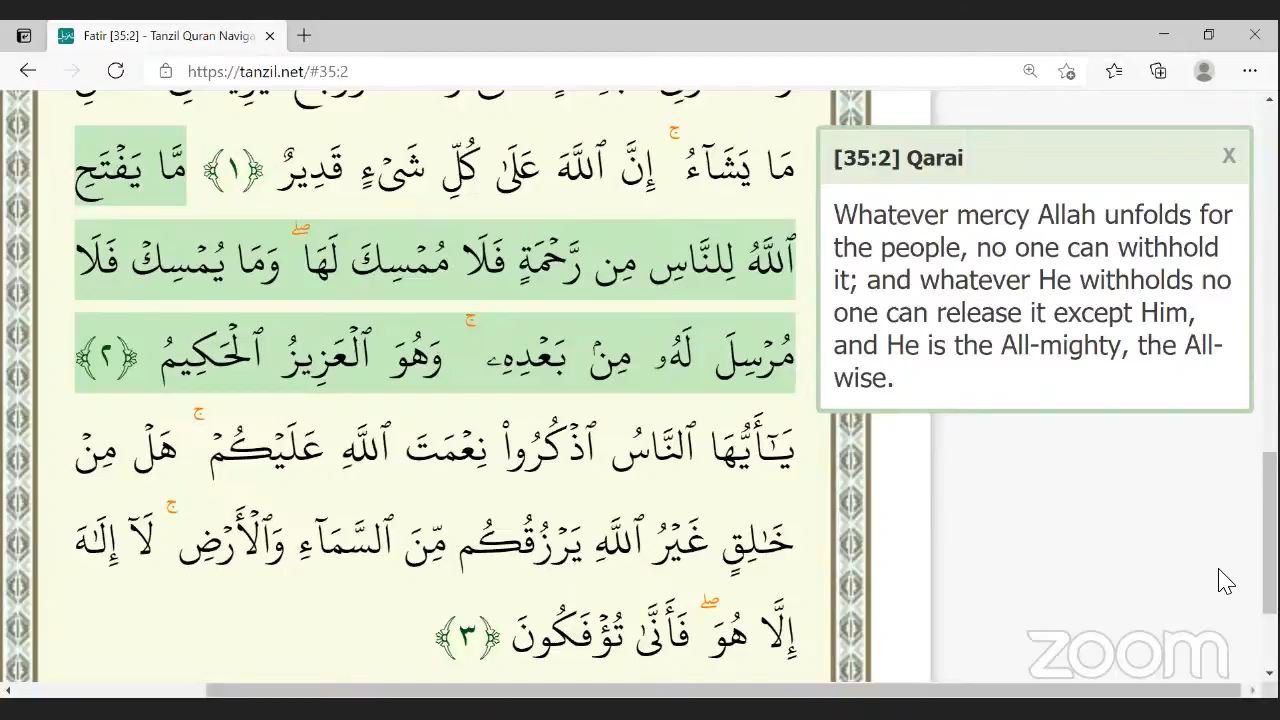 Fatir [35:2] - Tanzil Quran Naviga
https://tanzil.net/#35:2
مَا يَشَآءُ ۚ إِنَّ ٱللَّهَ عَلَىٰ كُلِّ شَىْءٍ قَدِيرٌ ﴿١﴾ مَّا يَفْتَحِ
ٱللَّهُ لِلنَّاسِ مِن رَّحْمَةٍ فَلَا مُمْسِكَ لَهَا ۖ وَمَا يُمْسِكْ فَلَا
مُرْسِلَ لَهُۥ مِنۢ بَعْدِهِۦ ۚ وَهُوَ ٱلْعَزِيزُ ٱلْحَكِيمُ ﴿٢﴾
يَـٰٓأَيُّهَا ٱلنَّاسُ ٱذْكُرُوا۟ نِعْمَتَ ٱللَّهِ عَلَيْكُمْ ۚ هَلْ مِنْ
خَـٰلِقٍ غَيْرُ ٱللَّهِ يَرْزُقُكُم مِّنَ ٱلسَّمَآءِ وَٱلْأَرْضِ ۚ لَآ إِلَـٰهَ
إِلَّا هُوَ ۖ فَأَنَّىٰ تُؤْفَكُونَ ﴿٣﴾
[35:2] Qarai
X
Whatever mercy Allah unfolds for
the people, no one can withhold
it; and whatever He withholds no
one can release it except Him,
and He is the All-mighty, the All-
wise.
zoom